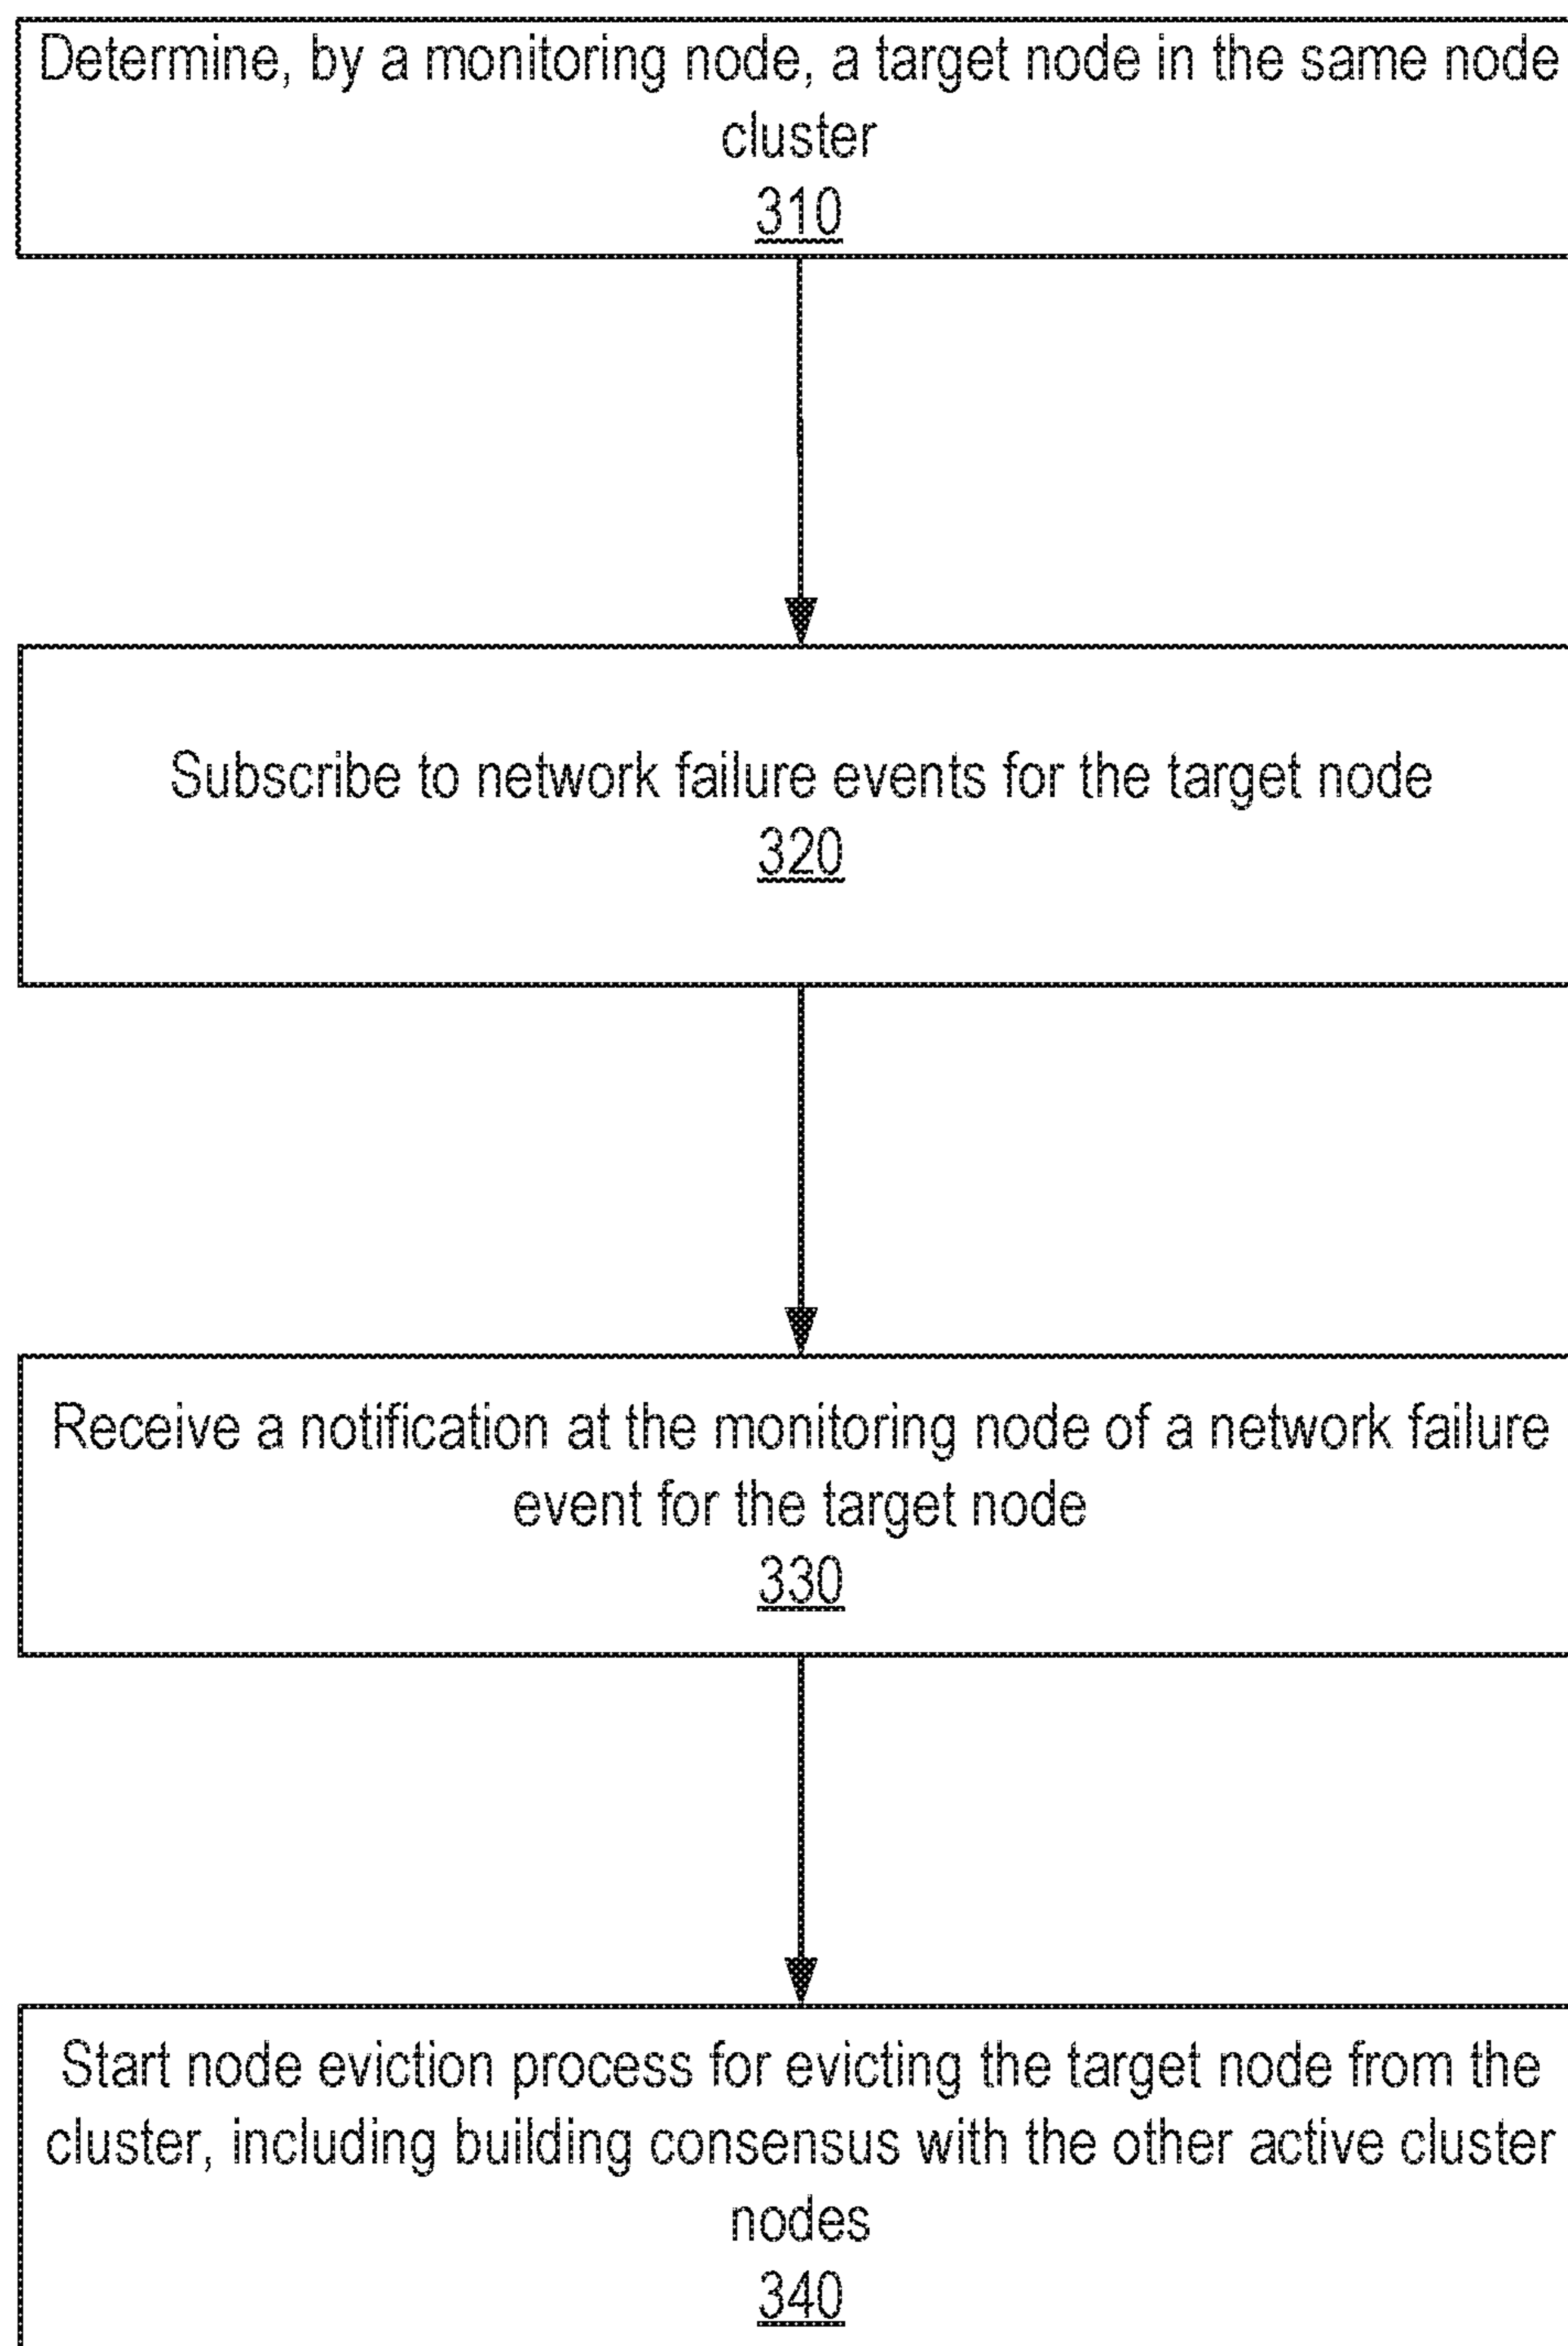 Determine, by a monitoring node, a target node in the same node
cluster
310
Subscribe to network failure events for the target node
320
Receive a notification at the monitoring node of a network failure
event for the target node
330
Start node eviction process for evicting the target node from the
cluster, including building consensus with the other active cluster
nodes
340